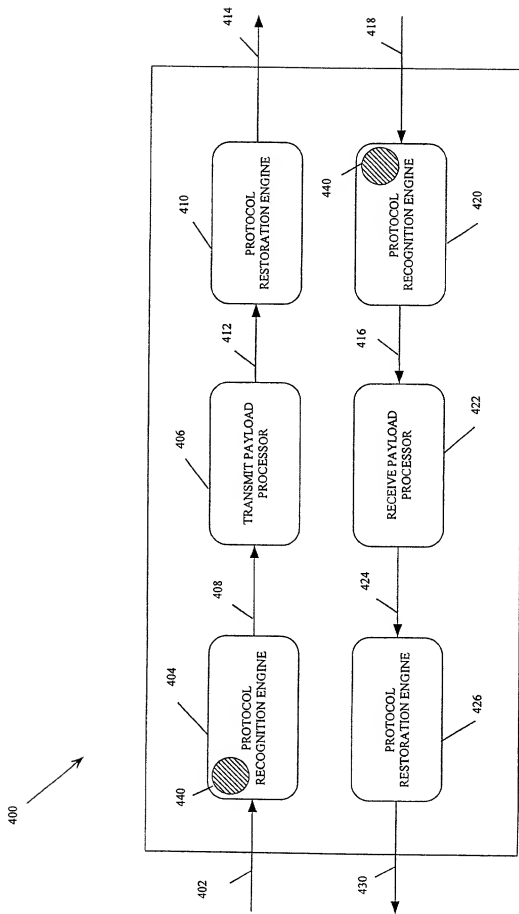 400
402
440
404
PROTOCOL
RECOGNITION ENGINE
408
406
TRANSMIT PAYLOAD
PROCESSOR
412
410
PROTOCOL
RESTORATION ENGINE
414
430
PROTOCOL
RESTORATION ENGINE
426
424
RECEIVE PAYLOAD
PROCESSOR
422
416
440
PROTOCOL
RECOGNITION ENGINE
420
418